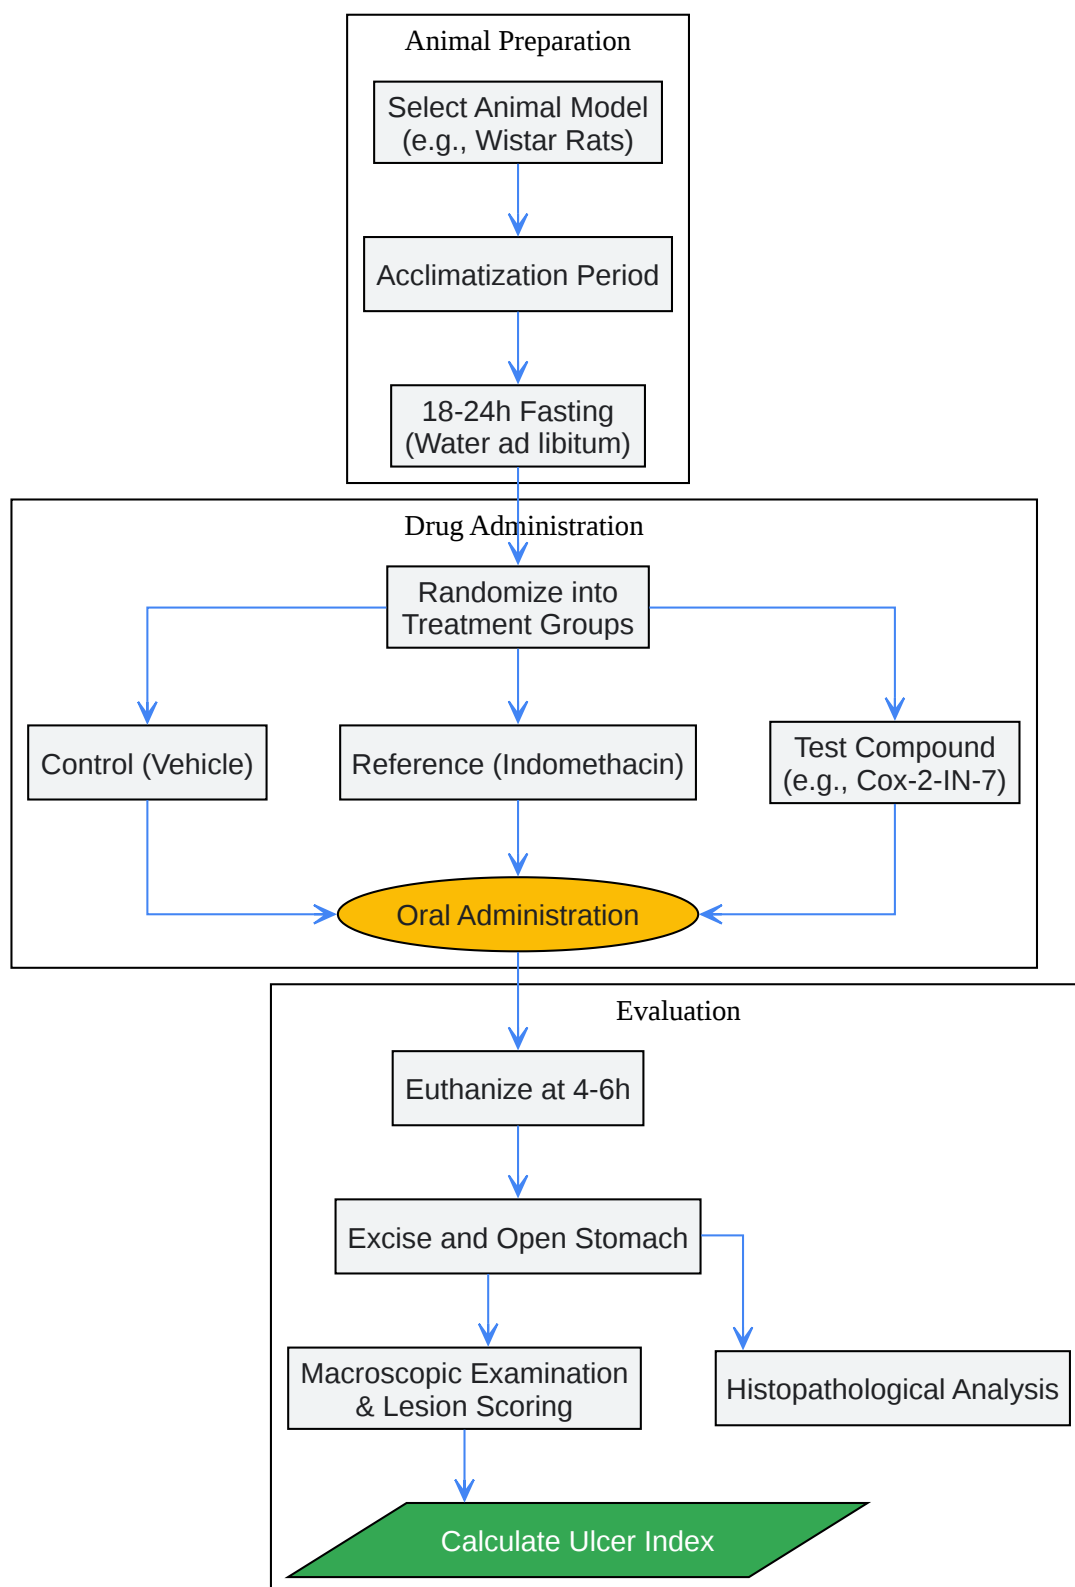 Animal Preparation
Select Animal Model
(e.g., Wistar Rats)
Acclimatization Period
18-24h Fasting
(Water ad libitum)
Drug Administration
Randomize into
Treatment Groups
Control (Vehicle)
Reference (Indomethacin)
Test Compound
(e.g., Cox-2-IN-7)
Oral Administration
Evaluation
Euthanize at 4-6h
Excise and Open Stomach
Macroscopic Examination
& Lesion Scoring
Histopathological Analysis
Calculate Ulcer Index